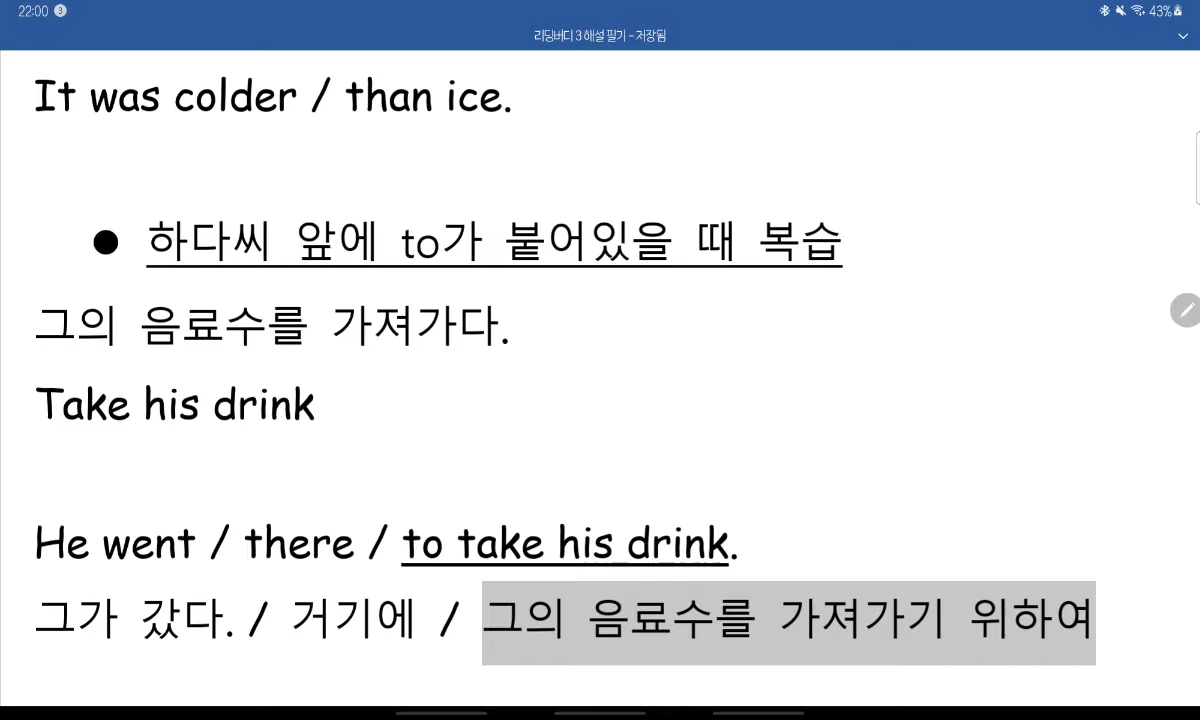 22:00 3 43%
리딩버디 3 해설 필기 - 저장됨
It was colder / than ice.
● 하다씨 앞에 to가 붙어있을 때 복습
그의 음료수를 가져가다.
Take his drink
He went / there / to take his drink.
그가 갔다. / 거기에 / 그의 음료수를 가져가기 위하여